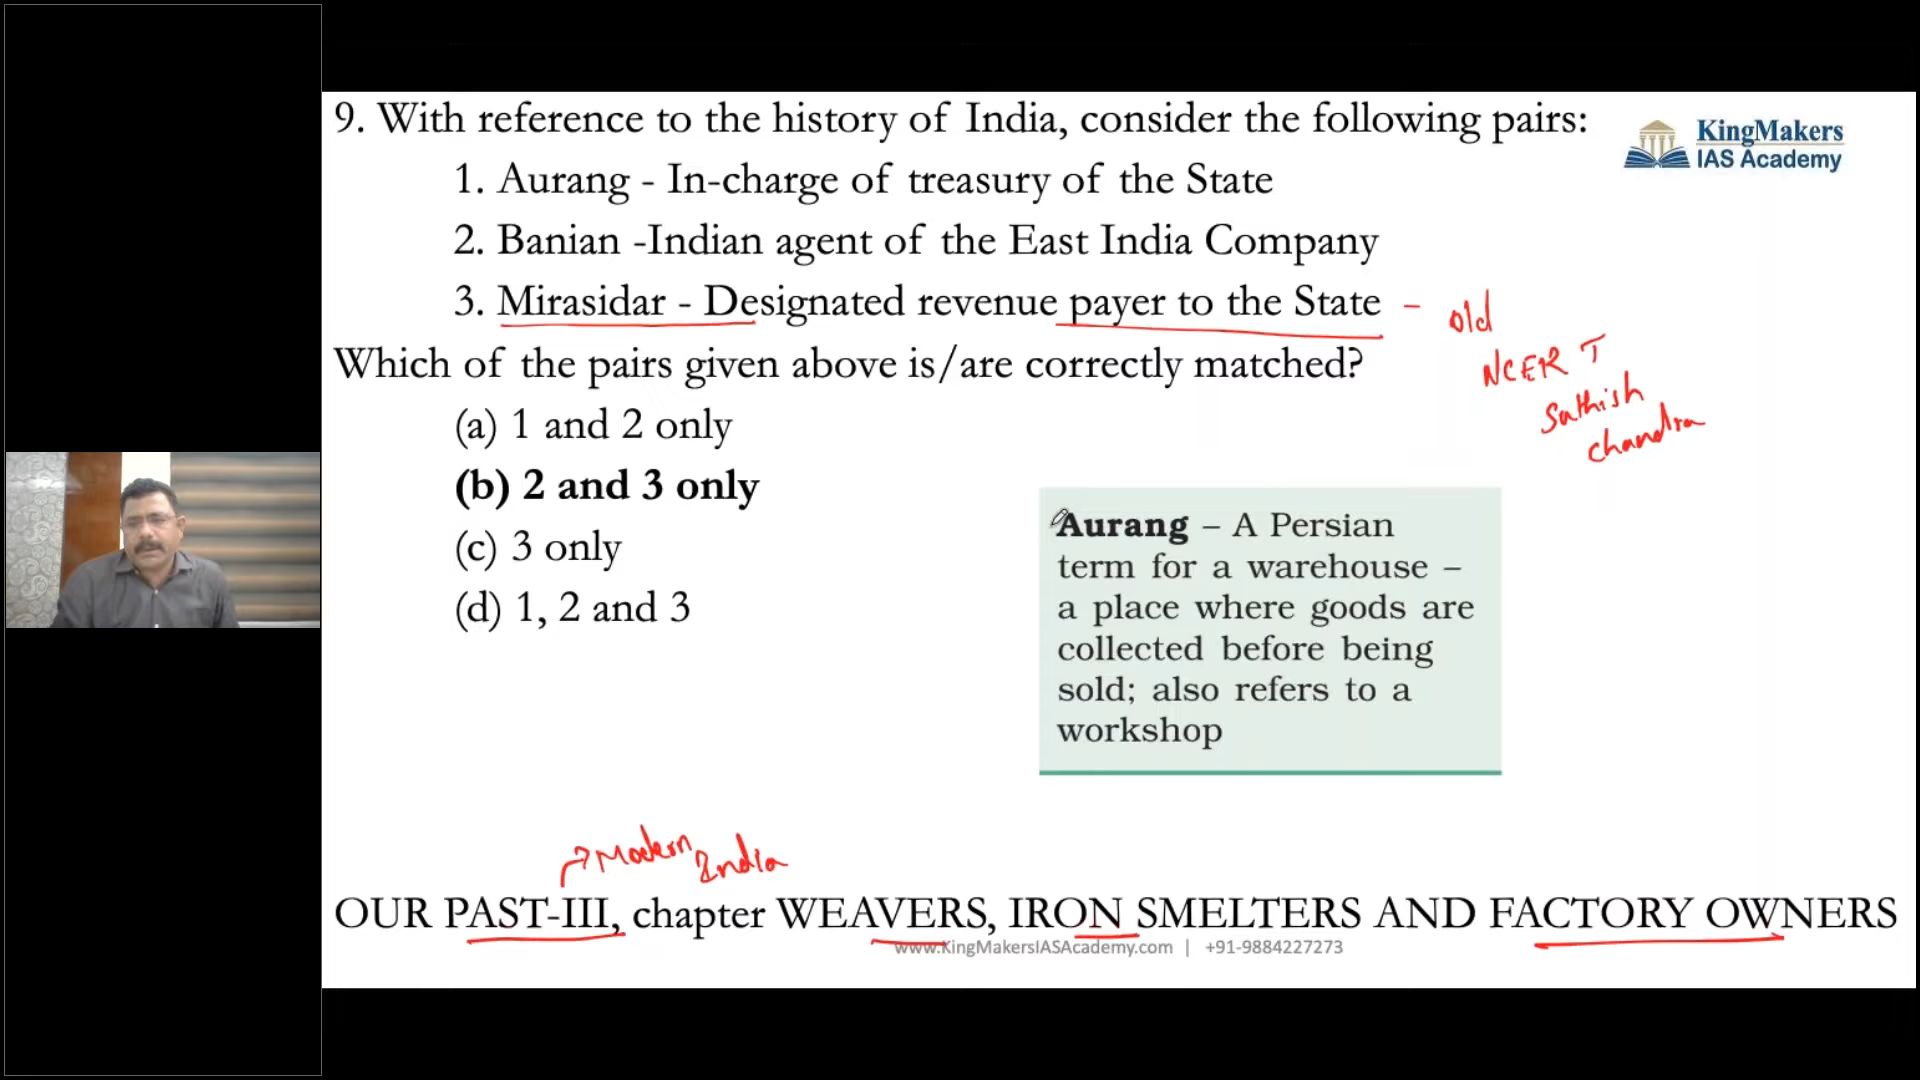 9. With reference to the history of India, consider the following pairs:
KingMakers
IAS Academy
1. Aurang - In-charge of treasury of the State
2. Banian -Indian agent of the East India Company
3. Mirasidar - Designated revenue payer to the State - old
NCERT
Sathish
chandra
Which of the pairs given above is/are correctly matched?
(a) 1 and 2 only
(b) 2 and 3 only
(c) 3 only
(d) 1, 2 and 3
Aurang – A Persian
term for a warehouse –
a place where goods are
collected before being
sold; also refers to a
workshop
Modern India
OUR PAST-III, chapter WEAVERS, IRON SMELTERS AND FACTORY OWNERS
www.KingMakersIASAcademy.com | +91-9884227273